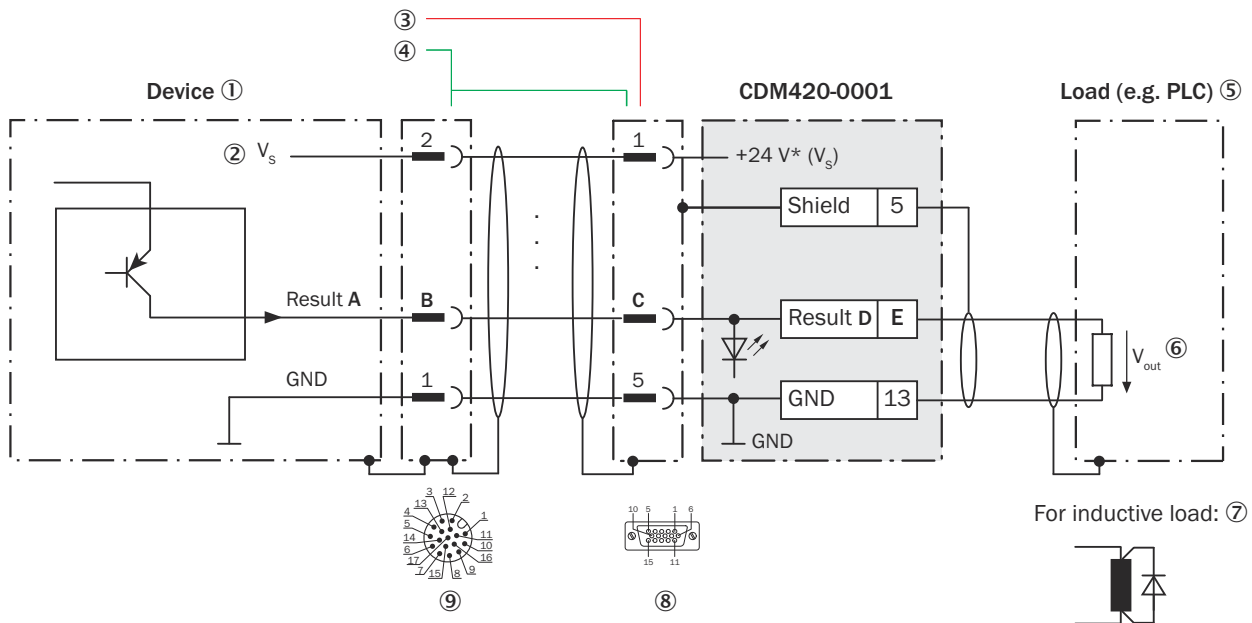 ③
④
Device ①
CDM420-0001
Load (e.g. PLC) ⑤
② Vs
2
1
+24 V* (Vs)
Shield 5
Result A
B
C
Result D E
Vout ⑥
GND
1
5
GND 13
GND
3 12 2
13
4 1
5 11
14 10
6 16
17
7 15 8 9
10 5 1 6
15 11
For inductive load: ⑦
⑨
⑧